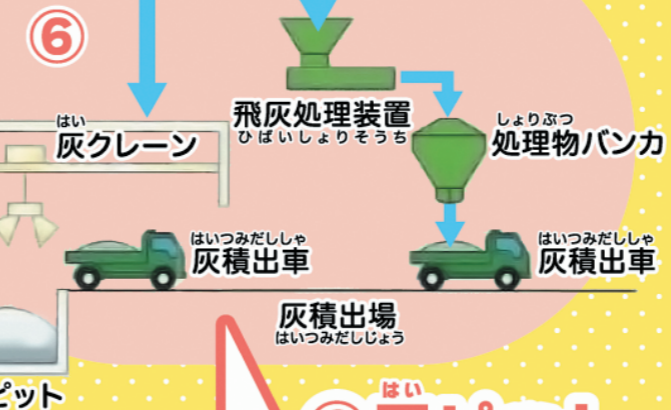 ⑥
はい
灰クレーン
飛灰処理装置
ひばいしょりそうち
しょりぶつ
処理物バンカ
はいつみだししゃ
灰積出車
はいつみだししゃ
灰積出車
灰積出場
はいつみだしじょう
ピット
はい